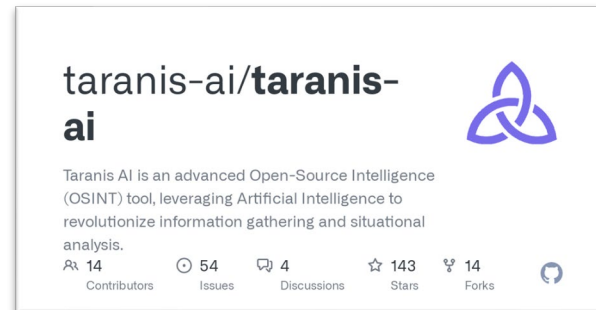 taranis-ai/taranis-
ai
Taranis AI is an advanced Open-Source Intelligence
(OSINT) tool, leveraging Artificial Intelligence to
revolutionize information gathering and situational
analysis.
14 54 4 143 14
Contributors Issues Discussions Stars Forks